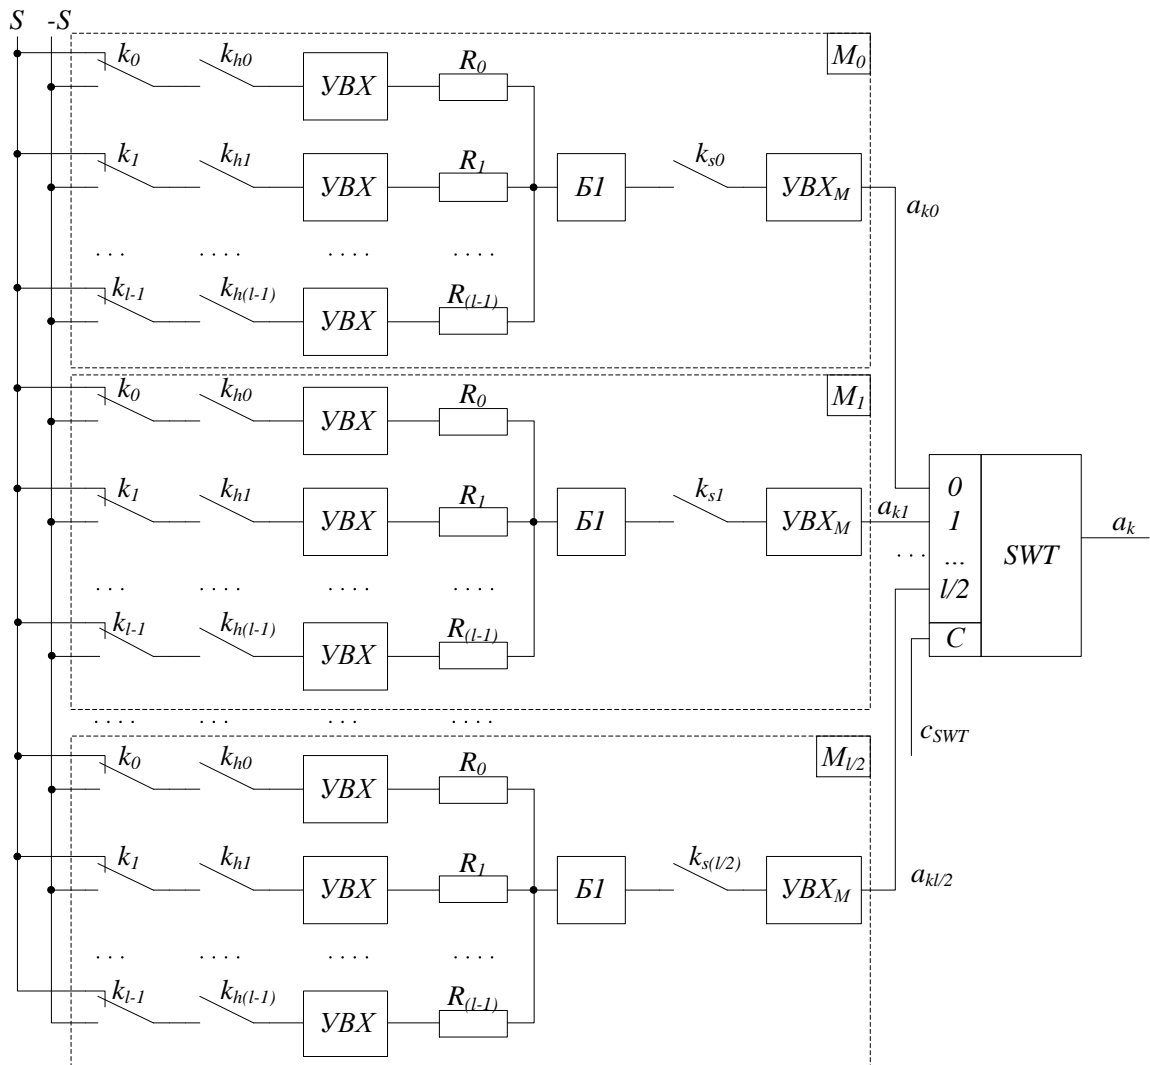 S -S
k0 kh0 УВХ R0 M0
k1 kh1 УВХ R1 Б1 ks0 УВХМ ak0
. . . . . . . . . . . . . . .
kl-1 kh(l-1) УВХ R(l-1)
k0 kh0 УВХ R0 M1
k1 kh1 УВХ R1 Б1 ks1 УВХМ ak1
. . . . . . . . . . . . . . .
kl-1 kh(l-1) УВХ R(l-1)
. . . . . . . . . . . . . .
0
1
. . . ...
l/2
C
SWT
ak
cSWT
k0 kh0 УВХ R0 Ml/2
k1 kh1 УВХ R1 Б1 ks(l/2) УВХМ akl/2
. . . . . . . . . . . . . . .
kl-1 kh(l-1) УВХ R(l-1)